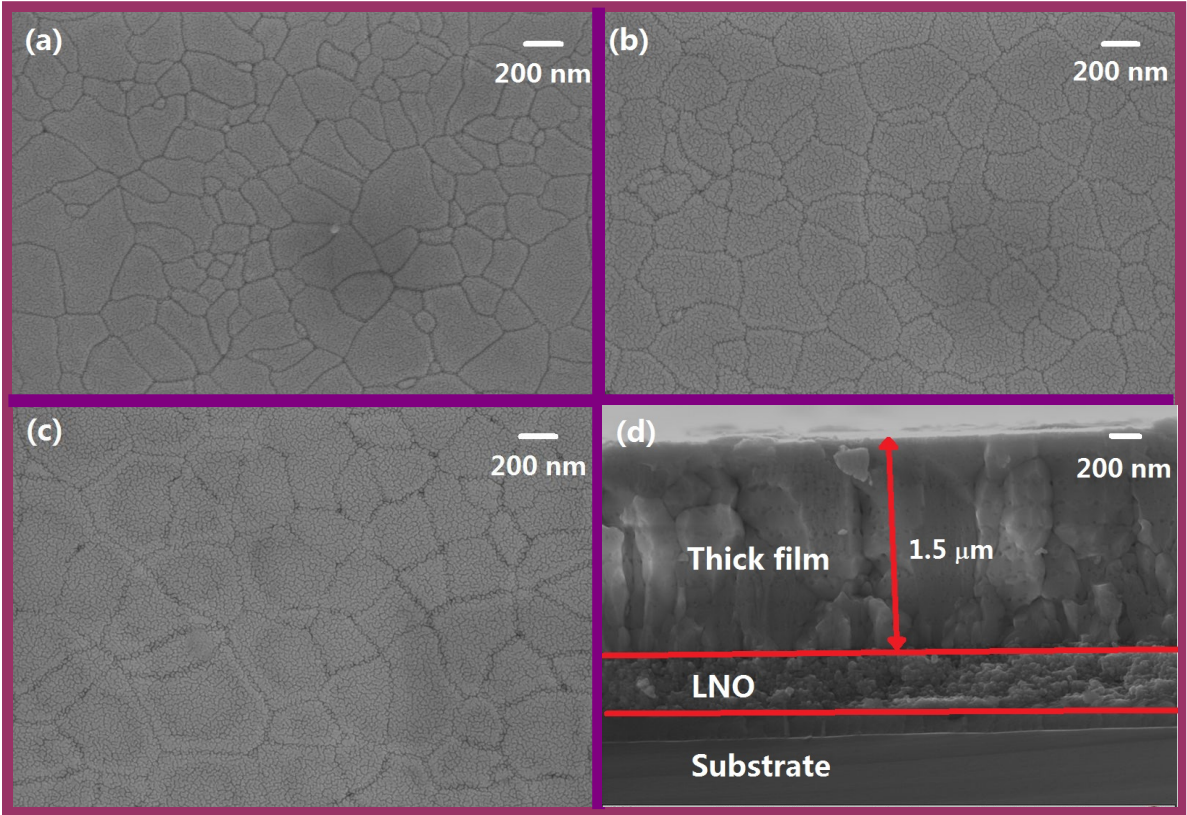 (a)
200 nm
(b)
200 nm
(c)
200 nm
(d)
200 nm
1.5 μm
Thick film
LNO
Substrate